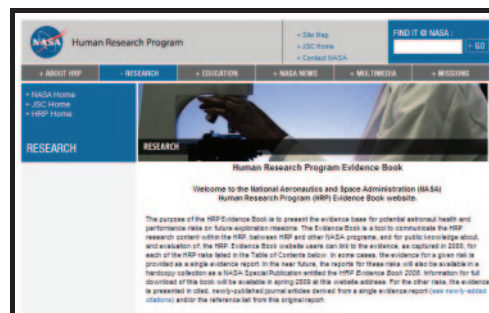 NASA
Human Research Program
+ Site Map
+ JSC Home
+ Contact NASA
FIND IT @ NASA :
+ GO
+ ABOUT HRP
- RESEARCH
+ EDUCATION
+ NASA NEWS
+ MULTIMEDIA
+ MISSIONS
+ NASA Home
+ JSC Home
+ HRP Home
RESEARCH
RESEARCH
Human Research Program Evidence Book
Welcome to the National Aeronautics and Space Administration (NASA)
Human Research Program (HRP) Evidence Book website.
The purpose of the HRP Evidence Book is to present the evidence base for potential astronaut health and
performance risks on future exploration missions. The Evidence Book is a tool to communicate the HRP
research content within the HRP, between HRP and other NASA programs, and for public knowledge about,
and evaluation of, the HRP. Evidence Book website users can link to the evidence, as captured in 2008, for
each of the HRP risks listed in the Table of Contents below. In some cases, the evidence for a given risk is
provided as a single evidence report. In the near future, the reports for these risks will also be available in a
hardcopy collection as a NASA Special Publication entitled the HRP Evidence Book 2008. Information for full
download of this book will be available in spring 2009 at this website address. For the other risks, the evidence
is presented in cited, newly-published journal articles derived from a single evidence report (see newly-added
citations) and/or the reference list from this original report.